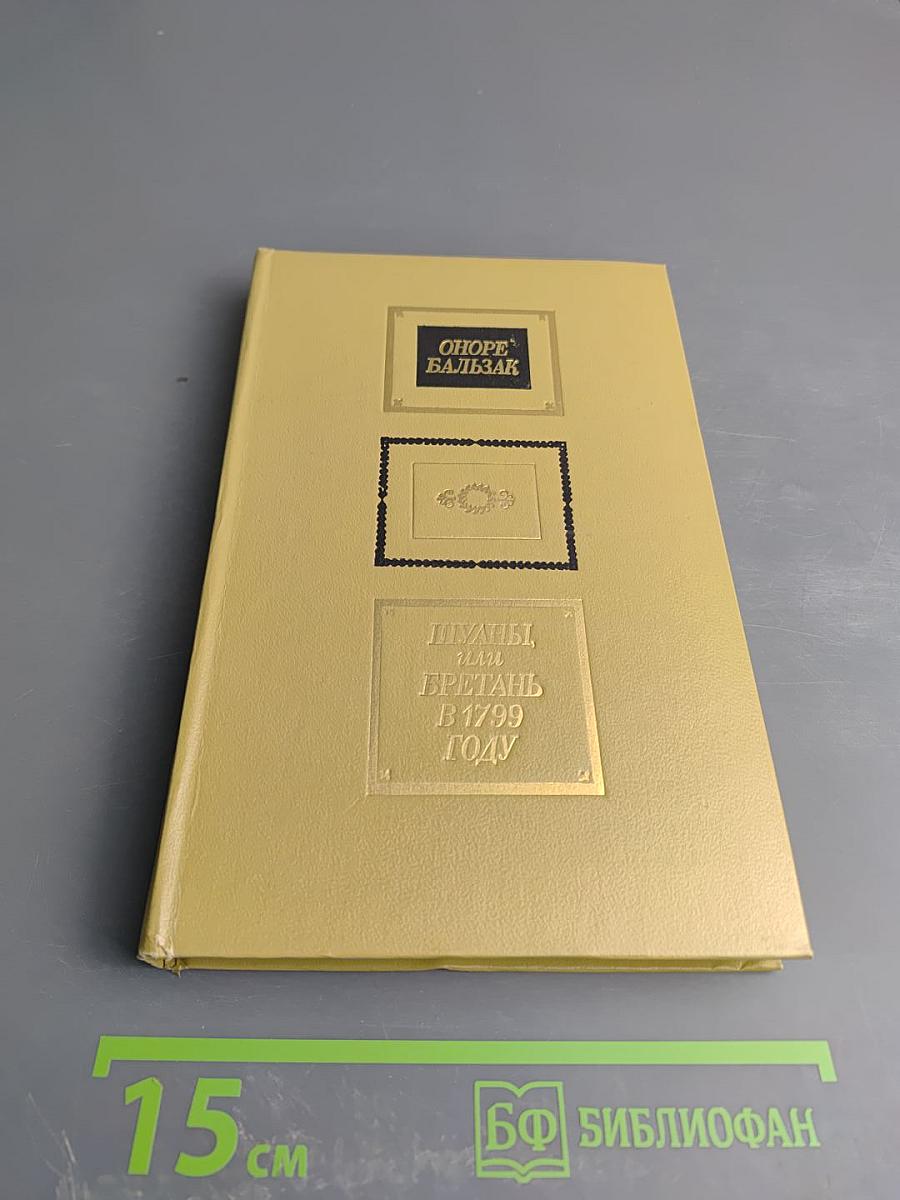 ОНОРЕ
БАЛЬЗАК
ШУАНЫ,
или
БРЕТАНЬ
В 1799
ГОДУ
15 см
БФ БИБЛИОФАН